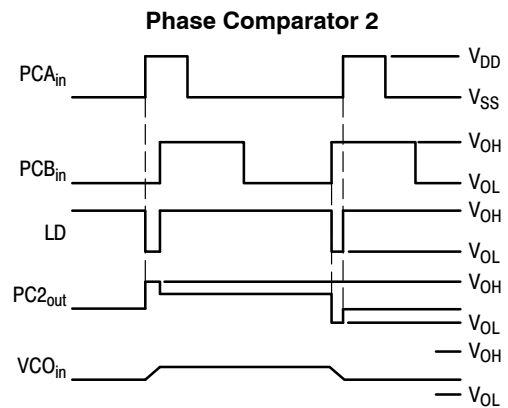 Phase Comparator 2
PCAin
VDD
VSS
PCBin
VOH
VOL
LD
VOH
VOL
PC2out
VOH
VOL
VCOin
VOH
VOL